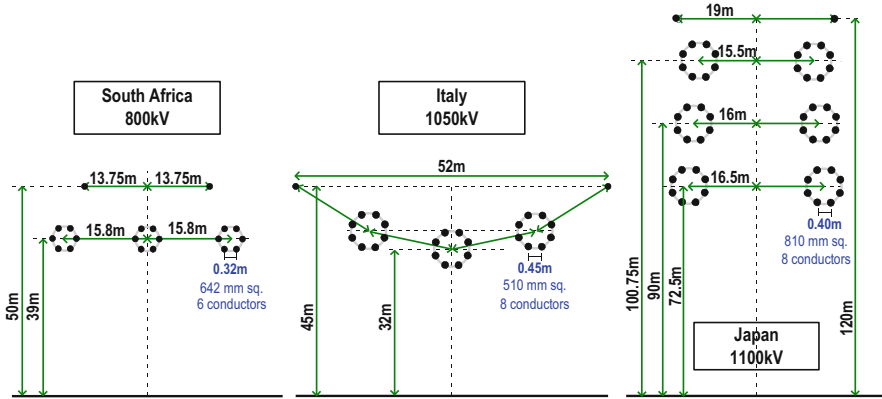 South Africa
800kV
13.75m
13.75m
15.8m
15.8m
0.32m
642 mm sq.
6 conductors
50m
39m
Italy
1050kV
52m
0.45m
510 mm sq.
8 conductors
45m
32m
19m
15.5m
16m
16.5m
0.40m
810 mm sq.
8 conductors
100.75m
90m
72.5m
120m
Japan
1100kV